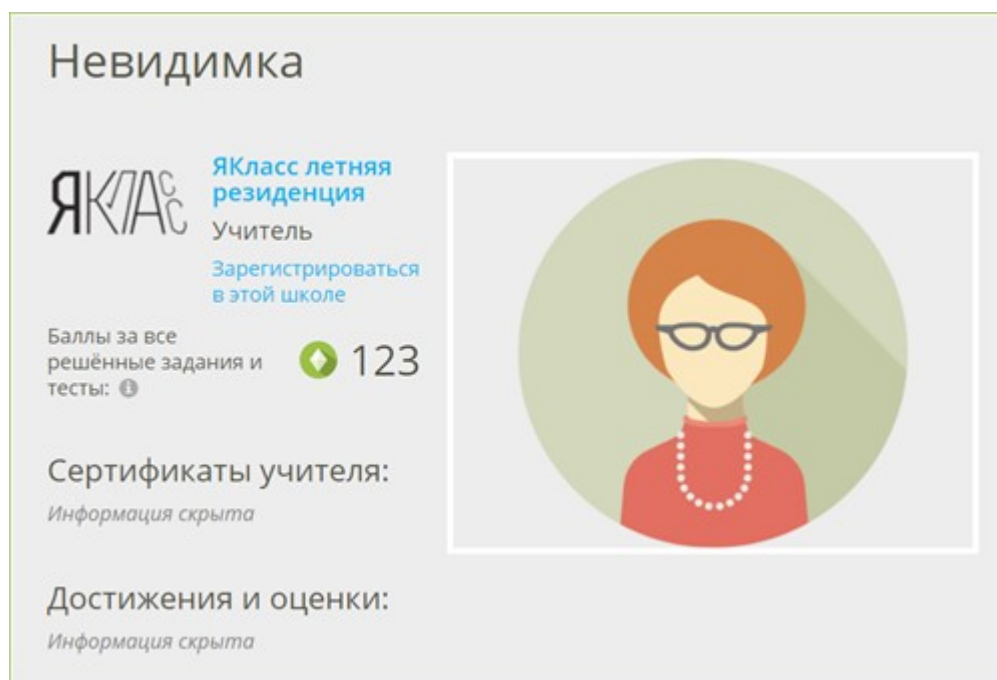 Невидимка
ЯКЛАСС
ЯКласс летняя
резиденция
Учитель
Зарегистрироваться
в этой школе
Баллы за все
решённые задания и
тесты:
123
Сертификаты учителя:
Информация скрыта
Достижения и оценки:
Информация скрыта